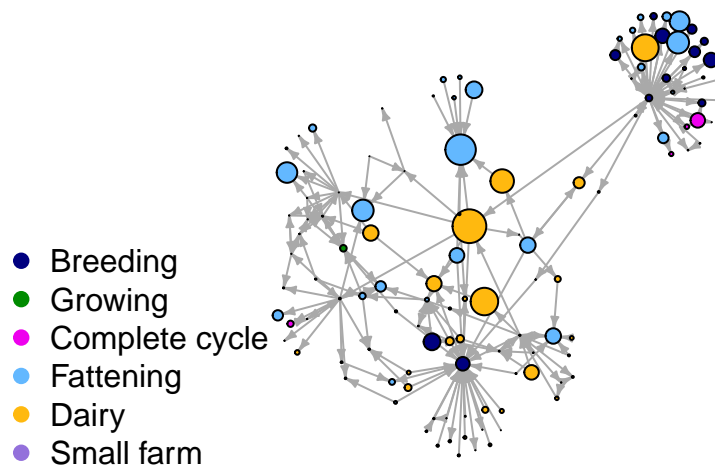 Breeding
Growing
Complete cycle
Fattening
Dairy
Small farm